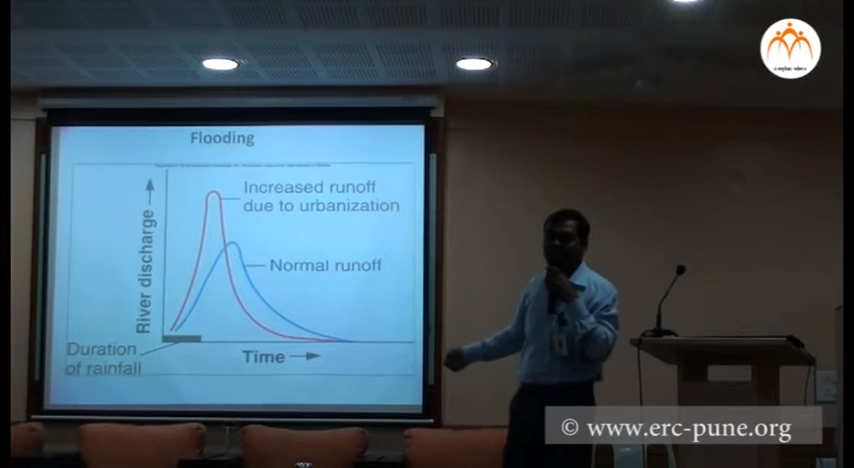 Flooding
Increased runoff
due to urbanization
Normal runoff
River discharge
Duration
of rainfall
Time
© www.erc-pune.org